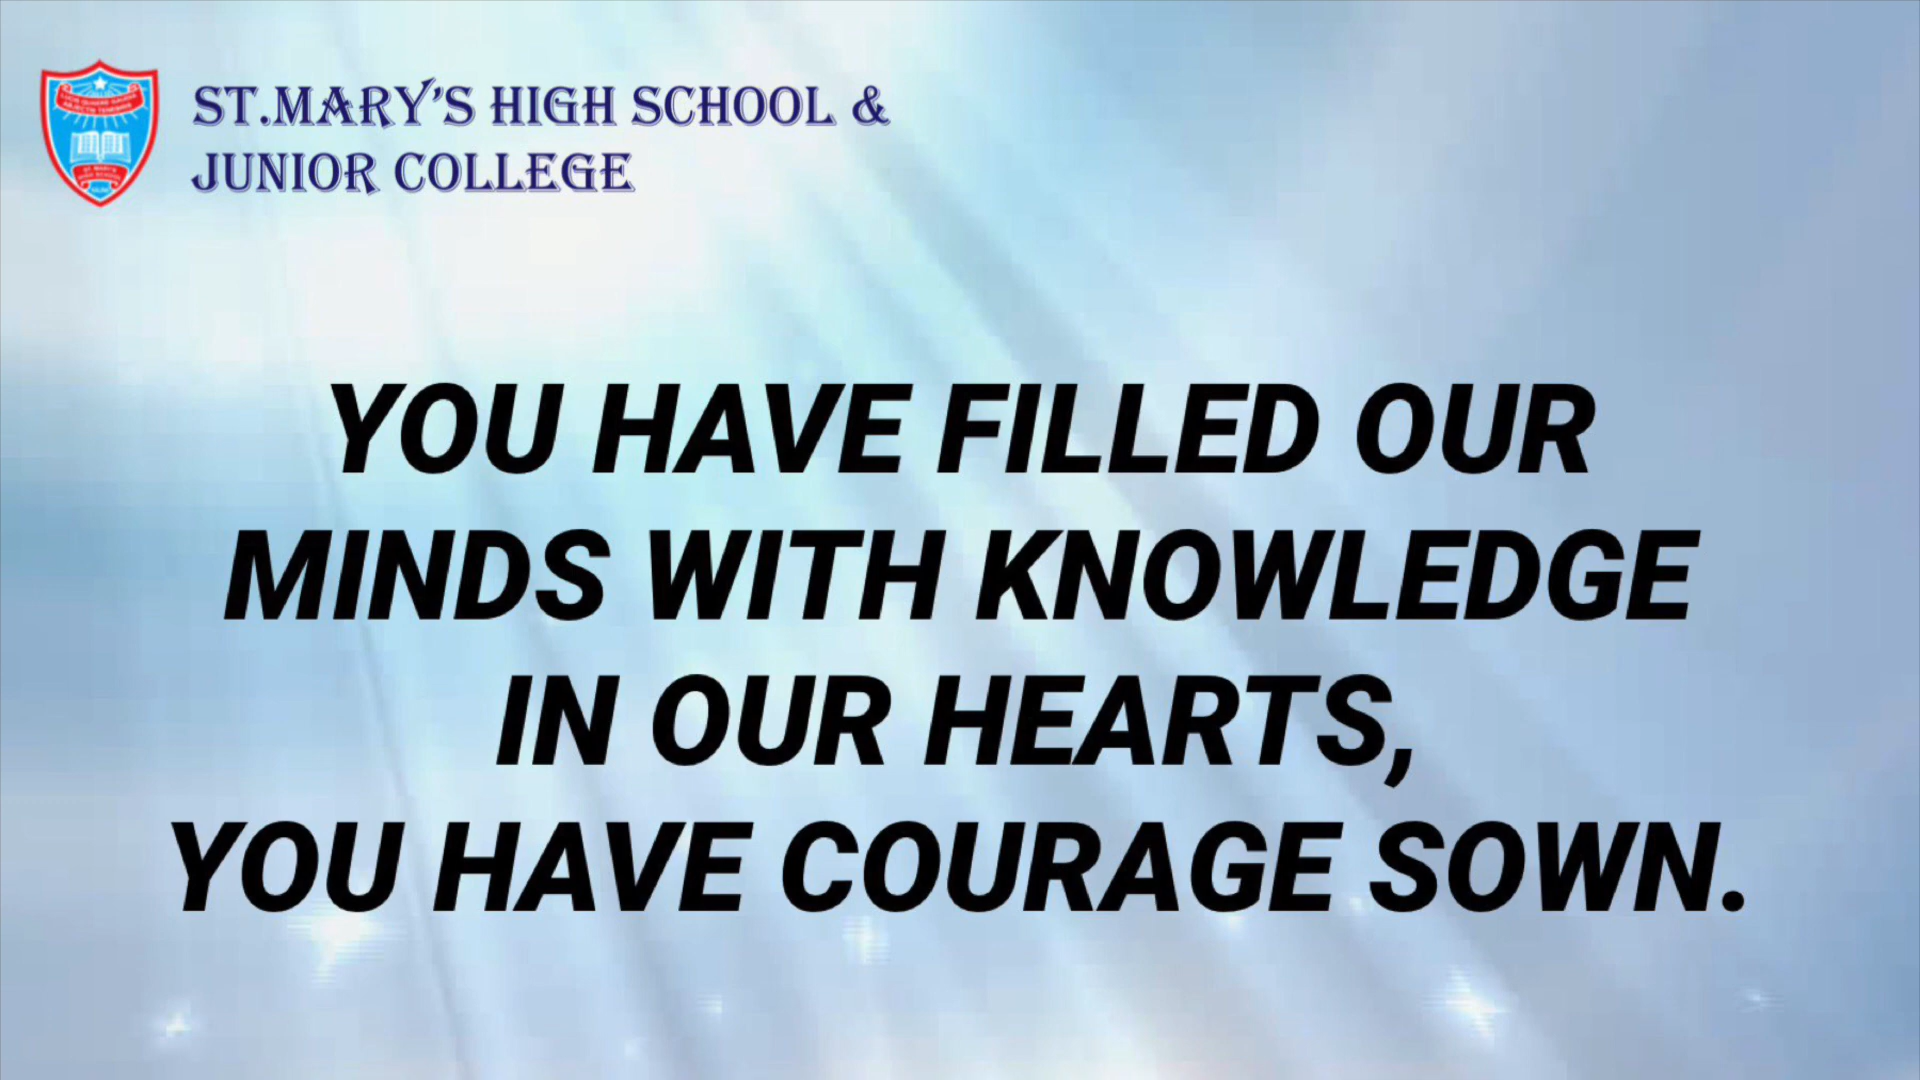 ST.MARY'S HIGH SCHOOL &
JUNIOR COLLEGE
YOU HAVE FILLED OUR
MINDS WITH KNOWLEDGE
IN OUR HEARTS,
YOU HAVE COURAGE SOWN.